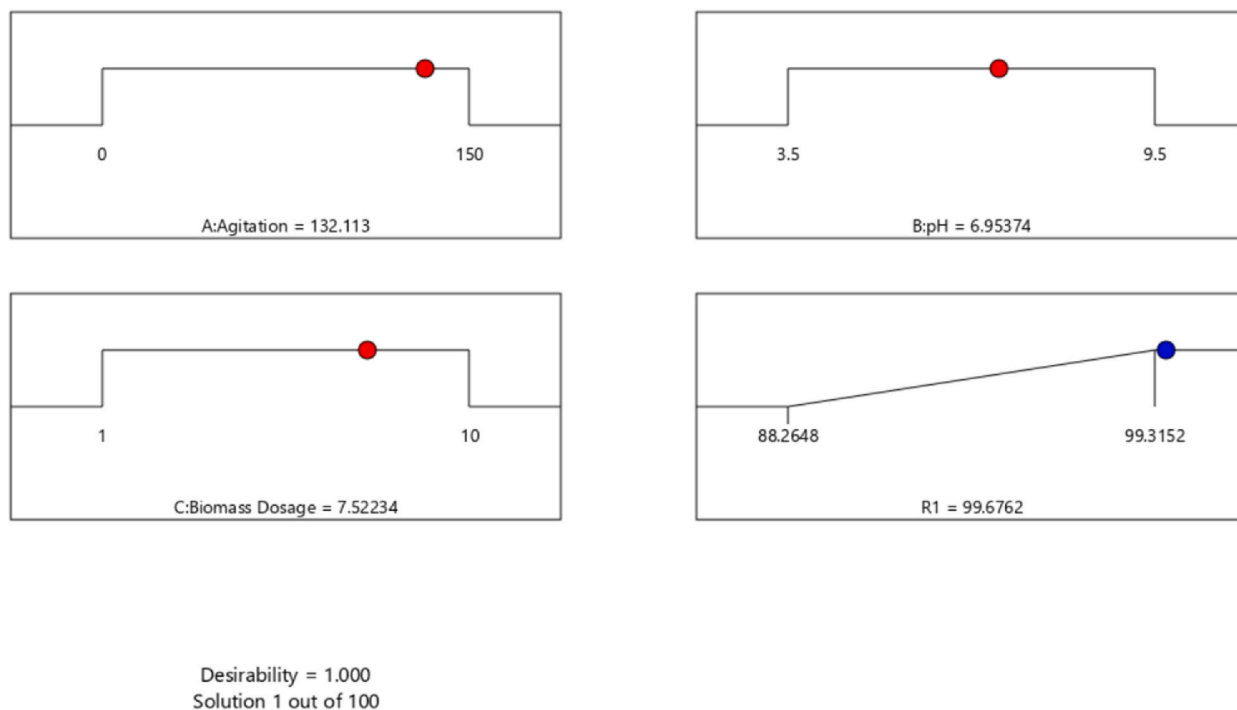 0
150
A:Agitation = 132.113
3.5
9.5
B:pH = 6.95374
1
10
C:Biomass Dosage = 7.52234
88.2648
99.3152
R1 = 99.6762
Desirability = 1.000
Solution 1 out of 100